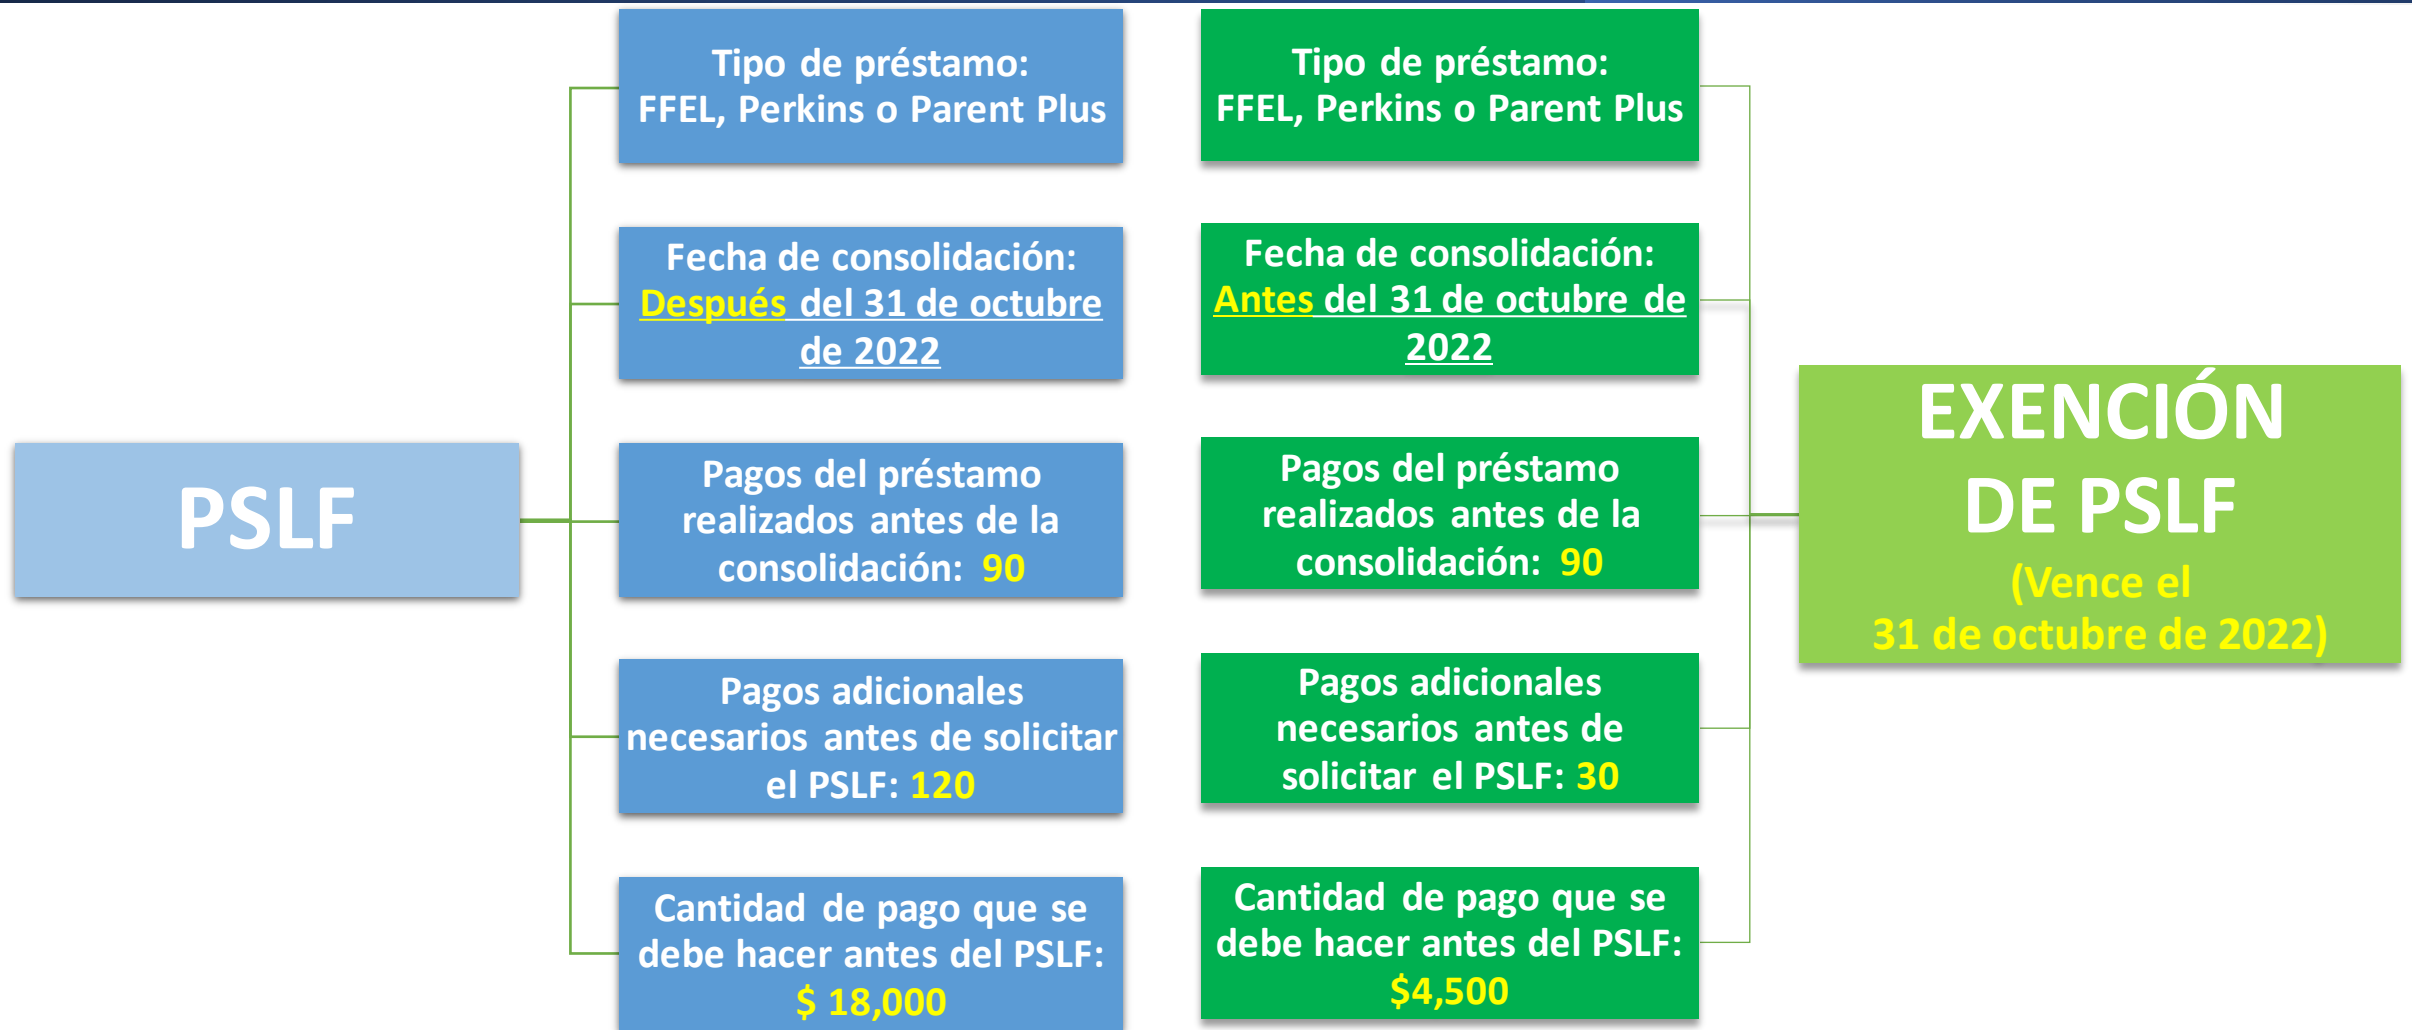 PSLF
Tipo de préstamo:
FFEL, Perkins o Parent Plus
Fecha de consolidación:
Después del 31 de octubre
de 2022
Pagos del préstamo
realizados antes de la
consolidación: 90
Pagos adicionales
necesarios antes de solicitar
el PSLF: 120
Cantidad de pago que se
debe hacer antes del PSLF:
$ 18,000
Tipo de préstamo:
FFEL, Perkins o Parent Plus
Fecha de consolidación:
Antes del 31 de octubre de
2022
Pagos del préstamo
realizados antes de la
consolidación: 90
Pagos adicionales
necesarios antes de
solicitar el PSLF: 30
Cantidad de pago que se
debe hacer antes del PSLF:
$4,500
EXENCIÓN
DE PSLF
(Vence el
31 de octubre de 2022)